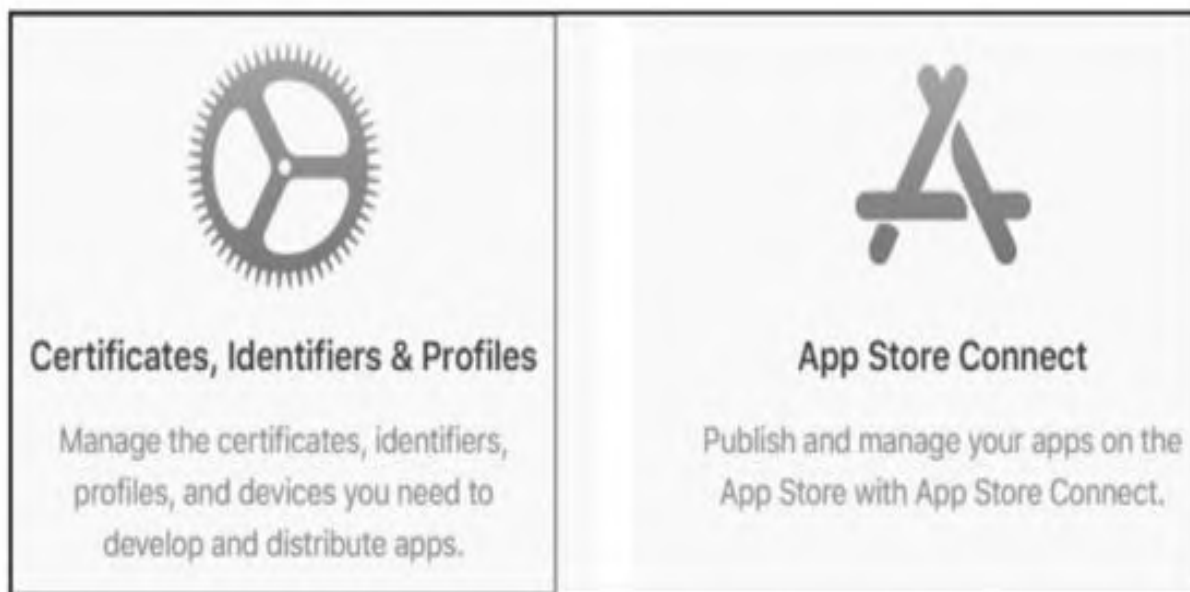 Certificates, Identifiers & Profiles
Manage the certificates, identifiers,
profiles, and devices you need to
develop and distribute apps.
App Store Connect
Publish and manage your apps on the
App Store with App Store Connect.